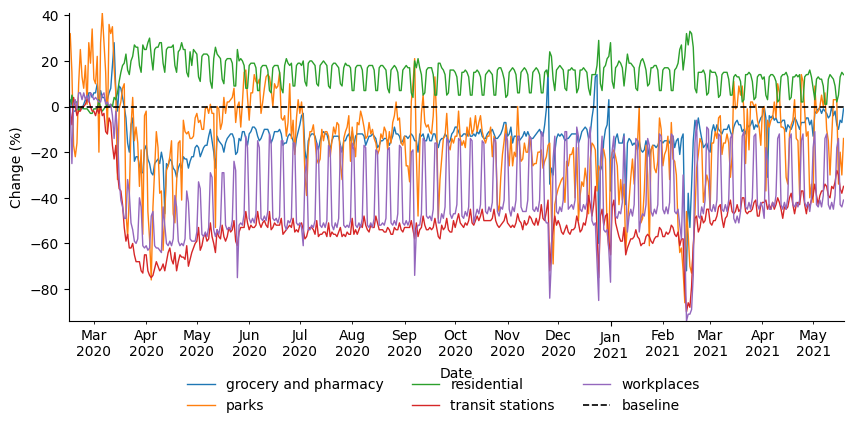 40
20
0
−20
−40
−60
−80
Change (%)
Mar Apr May Jun Jul Aug Sep Oct Nov Dec Jan Feb Mar Apr May
2020 2020 2020 2020 2020 2020 2020 2020 2020 2020 2021 2021 2021 2021 2021
Date
grocery and pharmacy residential workplaces
parks transit stations baseline